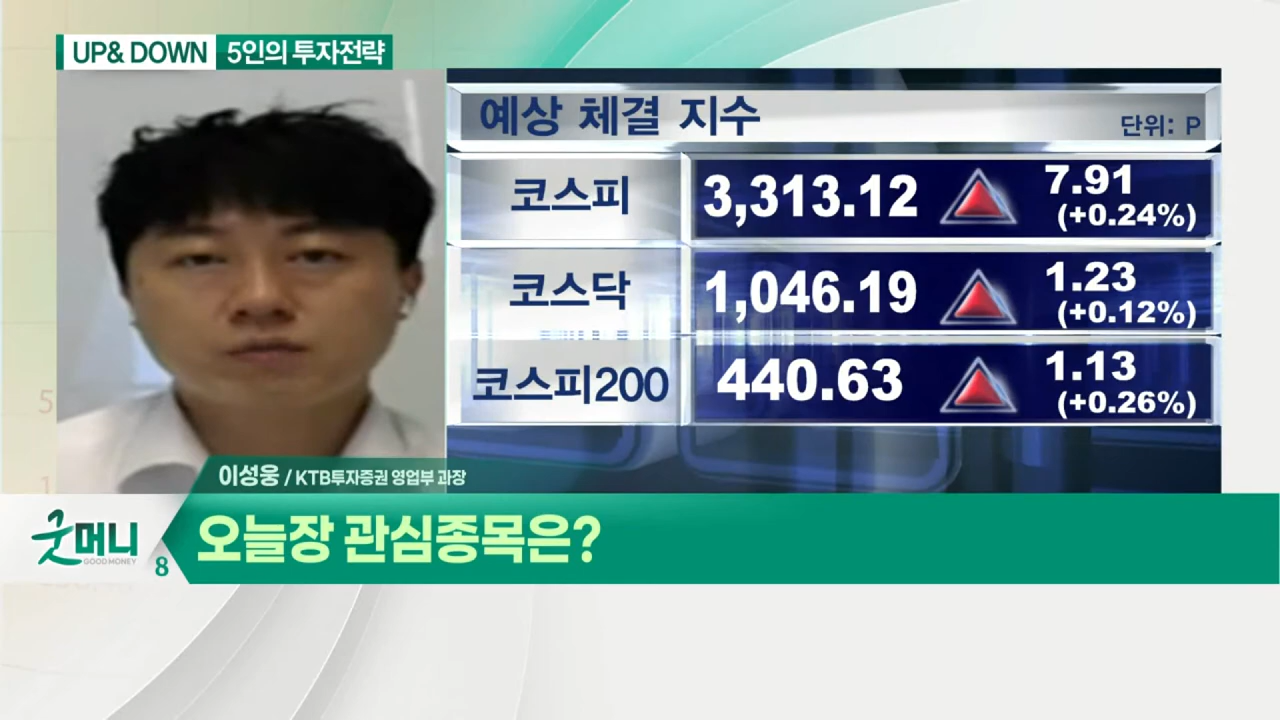 UP& DOWN 5인의 투자전략
예상 체결 지수
단위: P
코스피 3,313.12 7.91 (+0.24%)
코스닥 1,046.19 1.23 (+0.12%)
코스피200 440.63 1.13 (+0.26%)
이성웅 / KTB투자증권 영업부 과장
굿머니 GOODMONEY 8
오늘장 관심종목은?
5
1